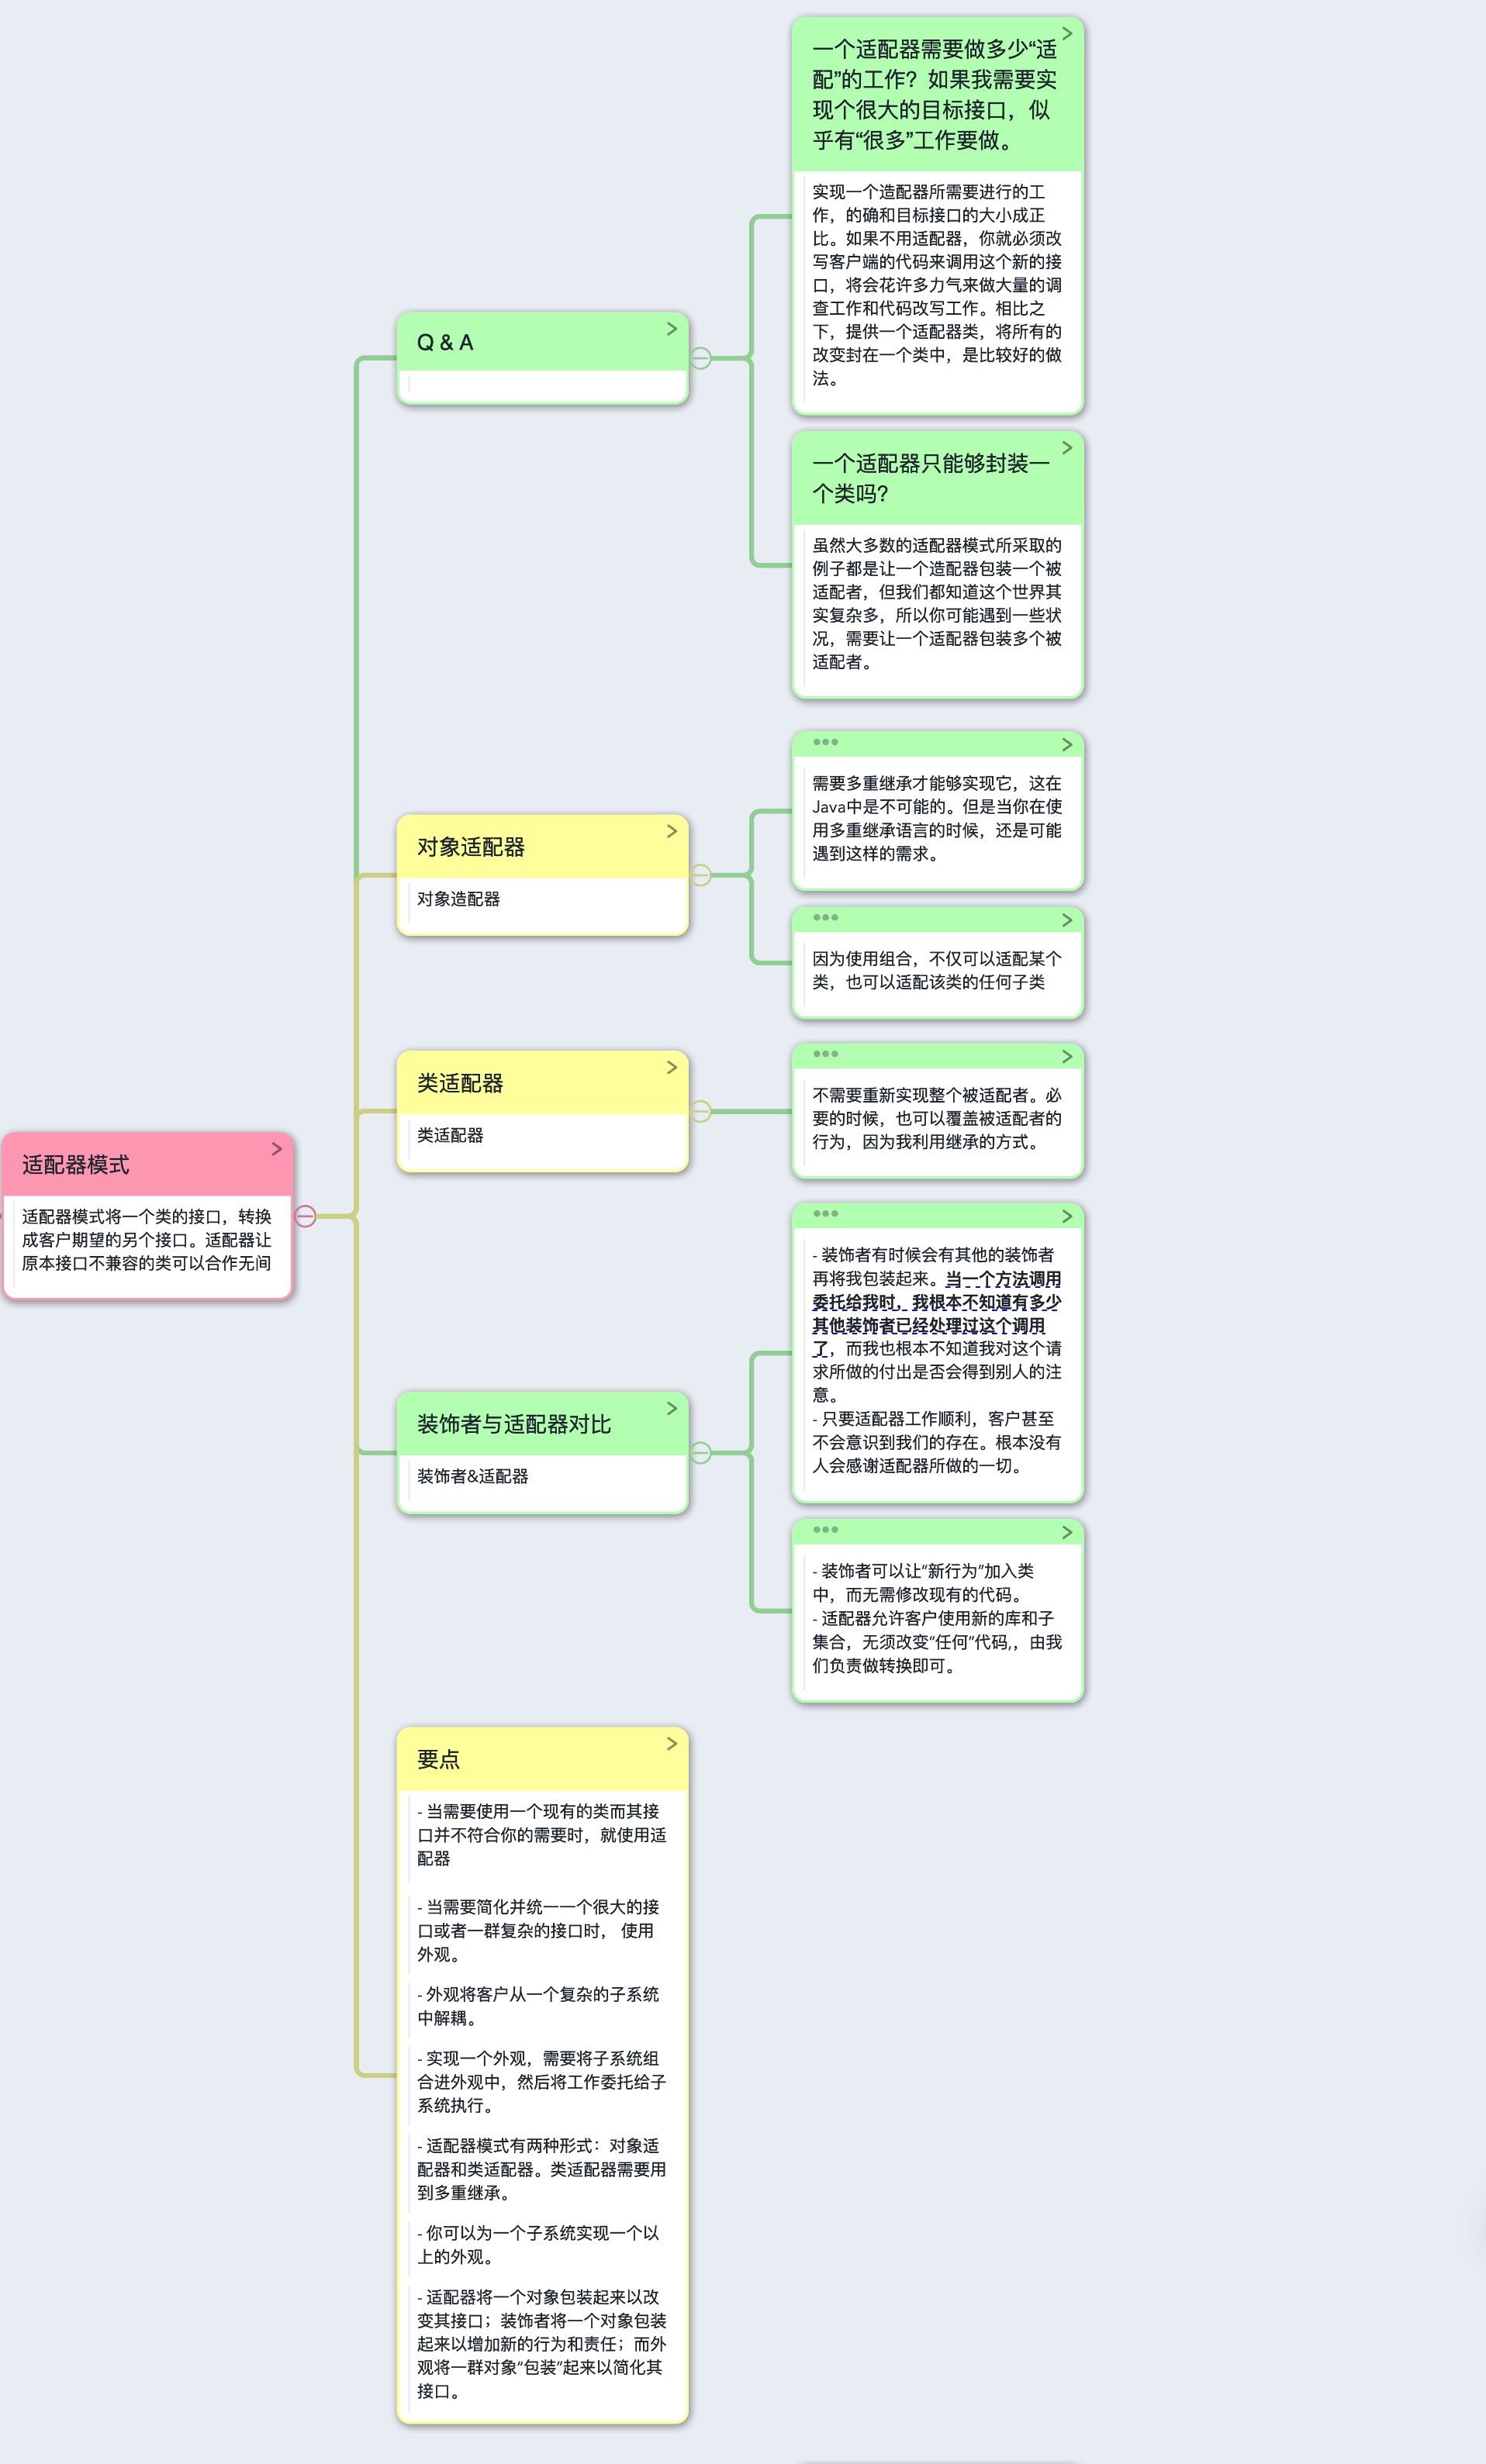 一个适配器需要做多少“适
配”的工作？如果我需要实
现个很大的目标接口，似
乎有“很多”工作要做。
实现一个造配器所需要进行的工
作，的确和目标接口的大小成正
比。如果不用适配器，你就必须改
写客户端的代码来调用这个新的接
口，将会花许多力气来做大量的调
查工作和代码改写工作。相比之
下，提供一个适配器类，将所有的
改变封在一个类中，是比较好的做
法。
Q & A
一个适配器只能够封装一
个类吗？
虽然大多数的适配器模式所采取的
例子都是让一个造配器包装一个被
适配者，但我们都知道这个世界其
实复杂多，所以你可能遇到一些状
况，需要让一个适配器包装多个被
适配者。
对象适配器
对象造配器
需要多重继承才能够实现它，这在
Java中是不可能的。但是当你在使
用多重继承语言的时候，还是可能
遇到这样的需求。
因为使用组合，不仅可以适配某个
类，也可以适配该类的任何子类
类适配器
类适配器
不需要重新实现整个被适配者。必
要的时候，也可以覆盖被适配者的
行为，因为我利用继承的方式。
适配器模式
适配器模式将一个类的接口，转换
成客户期望的另个接口。适配器让
原本接口不兼容的类可以合作无间
装饰者与适配器对比
装饰者&适配器
- 装饰者有时候会有其他的装饰者
再将我包装起来。当一个方法调用
委托给我时，我根本不知道有多少
其他装饰者已经处理过这个调用
了，而我也根本不知道我对这个请
求所做的付出是否会得到别人的注
意。
- 只要适配器工作顺利，客户甚至
不会意识到我们的存在。根本没有
人会感谢适配器所做的一切。
- 装饰者可以让“新行为”加入类
中，而无需修改现有的代码。
- 适配器允许客户使用新的库和子
集合，无须改变“任何”代码,，由我
们负责做转换即可。
要点
- 当需要使用一个现有的类而其接
口并不符合你的需要时，就使用适
配器
- 当需要简化并统一一个很大的接
口或者一群复杂的接口时， 使用
外观。
- 外观将客户从一个复杂的子系统
中解耦。
- 实现一个外观，需要将子系统组
合进外观中，然后将工作委托给子
系统执行。
- 适配器模式有两种形式：对象适
配器和类适配器。类适配器需要用
到多重继承。
- 你可以为一个子系统实现一个以
上的外观。
- 适配器将一个对象包装起来以改
变其接口；装饰者将一个对象包装
起来以增加新的行为和责任；而外
观将一群对象“包装”起来以简化其
接口。